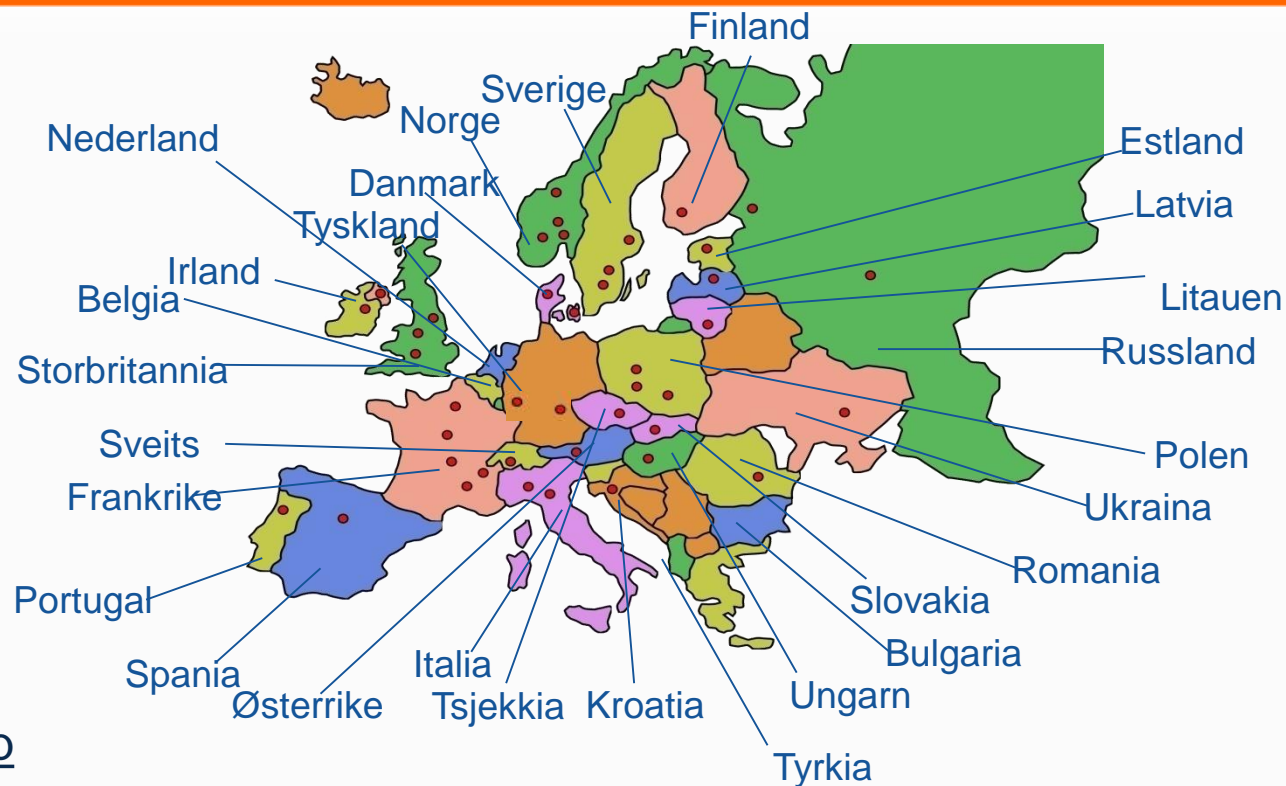 Finland
Sverige
Norge
Nederland
Estland
Danmark
Latvia
Tyskland
Irland
Belgia
Litauen
Russland
Storbritannia
Sveits
Polen
Frankrike
Ukraina
Romania
Portugal
Slovakia
Bulgaria
Spania
Italia
Ungarn
Østerrike
Tsjekkia
Kroatia
Tyrkia